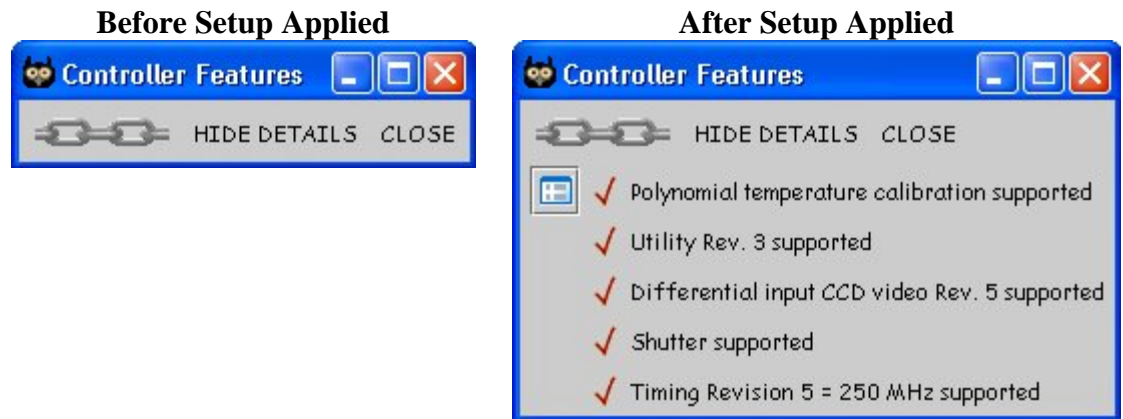 Before Setup Applied
Controller Features
HIDE DETAILS CLOSE
After Setup Applied
Controller Features
HIDE DETAILS CLOSE
Polynomial temperature calibration supported
Utility Rev. 3 supported
Differential input CCD video Rev. 5 supported
Shutter supported
Timing Revision 5 = 250 MHz supported